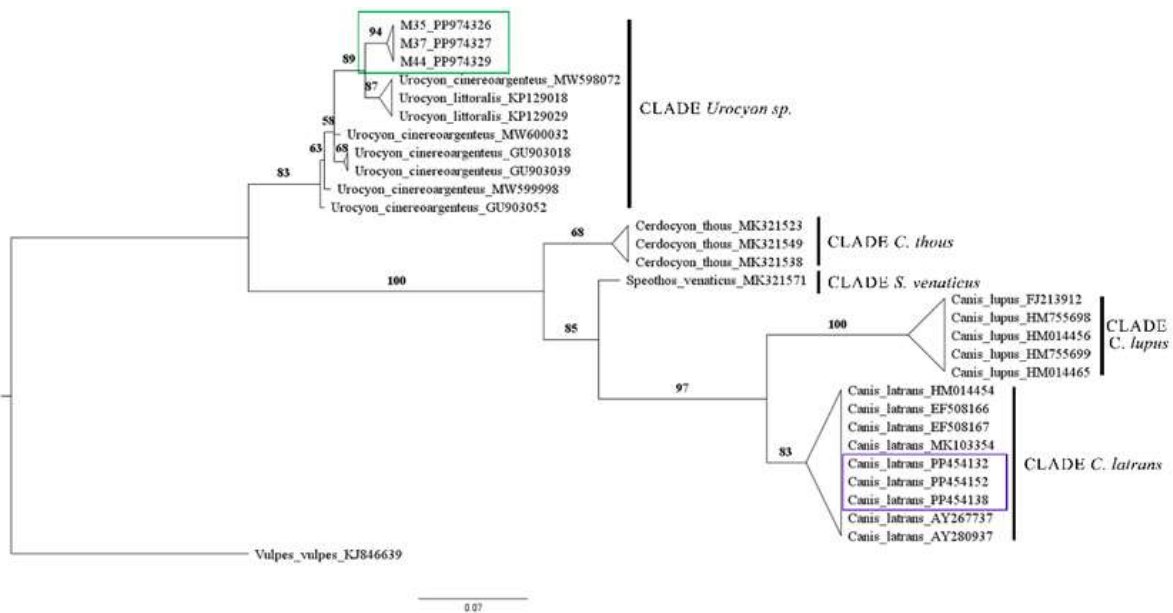 94
M35_PP974326
M37_PP974327
M44_PP974329
89
87
Urocyon_cinereoargenteus_MW598072
Urocyon_littoralis_KP129018
Urocyon_littoralis_KP129029
CLADE Urocyon sp.
58
Urocyon_cinereoargenteus_MW600032
63
68
Urocyon_cinereoargenteus_GU903018
Urocyon_cinereoargenteus_GU903039
83
Urocyon_cinereoargenteus_MW599998
Urocyon_cinereoargenteus_GU903052
68
Cerdocyon_thous_MK321523
Cerdocyon_thous_MK321549
Cerdocyon_thous_MK321538
CLADE C. thous
100
Speothos_venaticus_MK321571
CLADE S. venaticus
85
100
Canis_lupus_FJ213912
Canis_lupus_HM755698
Canis_lupus_HM014456
Canis_lupus_HM755699
Canis_lupus_HM014465
CLADE
C. lupus
97
83
Canis_latrans_HM014454
Canis_latrans_EF508166
Canis_latrans_EF508167
Canis_latrans_MK103354
Canis_latrans_PP454132
Canis_latrans_PP454152
Canis_latrans_PP454138
Canis_latrans_AY267737
Canis_latrans_AY280937
CLADE C. latrans
Vulpes_vulpes_KJ846639
0.07